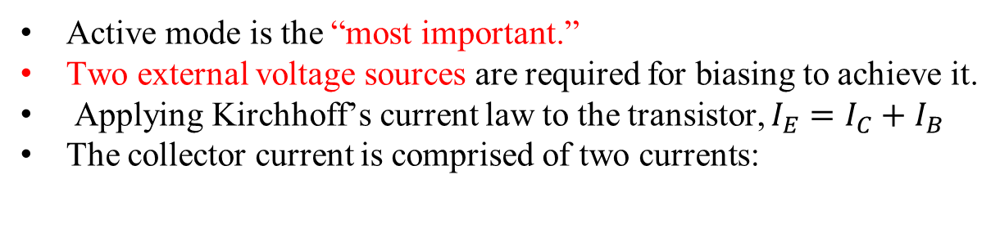 • Active mode is the “most important.”
• Two external voltage sources are required for biasing to achieve it.
• Applying Kirchhoff’s current law to the transistor, I_E = I_C + I_B
• The collector current is comprised of two currents: